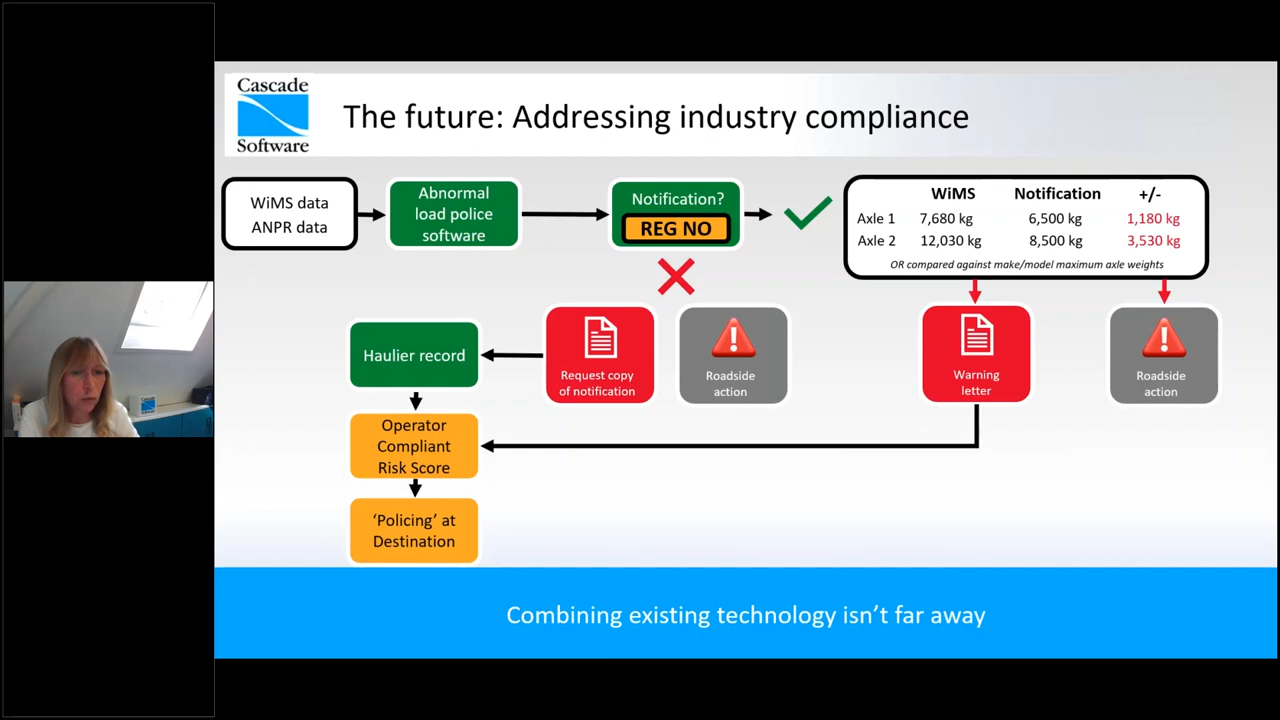 Cascade
Software
The future: Addressing industry compliance
WiMS data
ANPR data
Abnormal
load police
software
Notification?
REG NO
WiMS Notification +/-
Axle 1 7,680 kg 6,500 kg 1,180 kg
Axle 2 12,030 kg 8,500 kg 3,530 kg
OR compared against make/model maximum axle weights
Haulier record
Request copy
of notification
Roadside
action
Warning
letter
Roadside
action
Operator
Compliant
Risk Score
‘Policing’ at
Destination
Combining existing technology isn’t far away